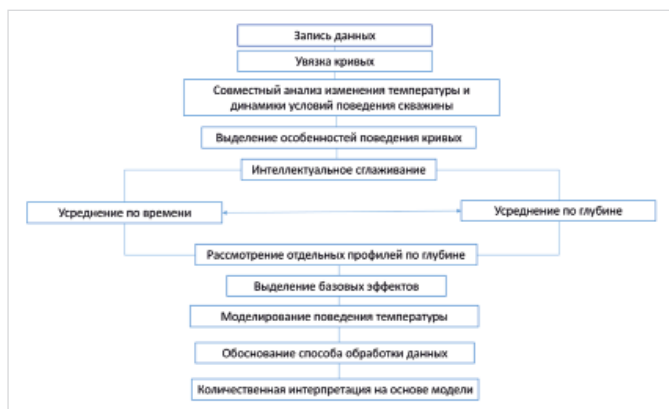 Запись данных
Увязка кривых
Совместный анализ изменения температуры и
динамики условий поведения скважины
Выделение особенностей поведения кривых
Интеллектуальное сглаживание
Усреднение по времени
Усреднение по глубине
Рассмотрение отдельных профилей по глубине
Выделение базовых эффектов
Моделирование поведения температуры
Обоснование способа обработки данных
Количественная интерпретация на основе модели